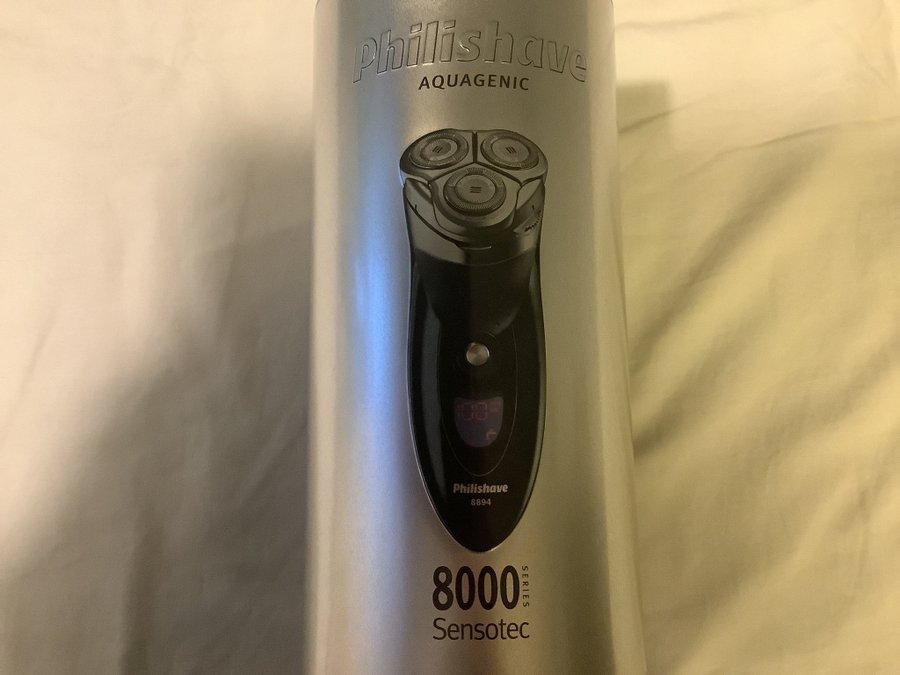 Philishave
AQUAGENIC
Philishave
8894
8000 SERIES
Sensotec